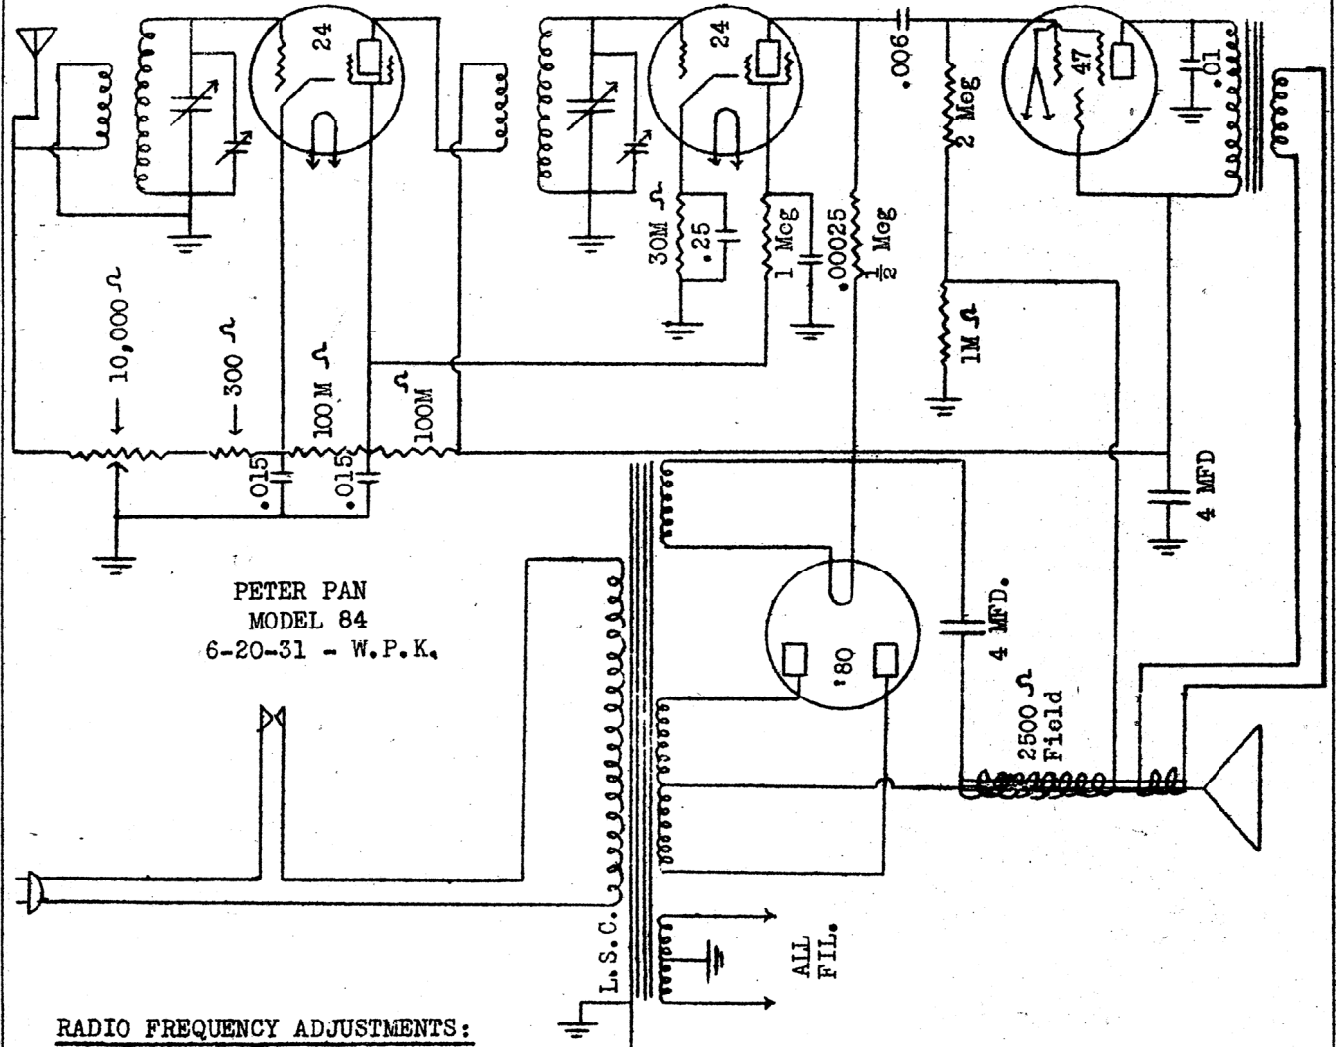 24
24
47
.006
2 Meg
.01
30M Ω
.25
1 Meg
.00025
½ Meg
1M Ω
10,000 Ω
300 Ω
100M Ω
100M Ω
.015
.015
4 MFD
PETER PAN
MODEL 84
6-20-31 - W.P.K.
'80
4 MFD.
2500 Ω
Field
L.S.C.
ALL
FIL.
RADIO FREQUENCY ADJUSTMENTS: